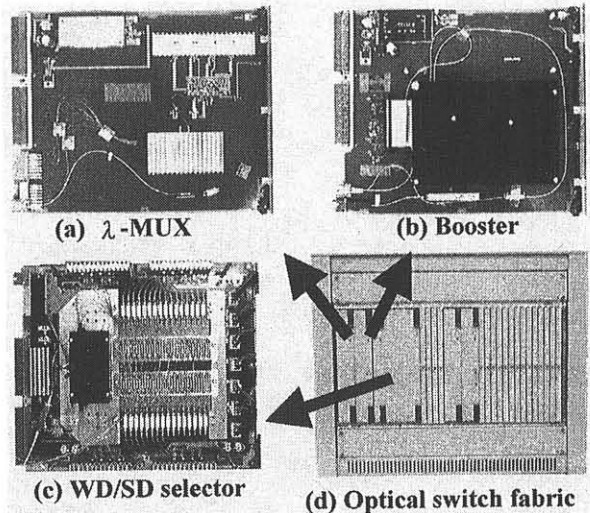 (a) λ-MUX
(b) Booster
(c) WD/SD selector
(d) Optical switch fabric